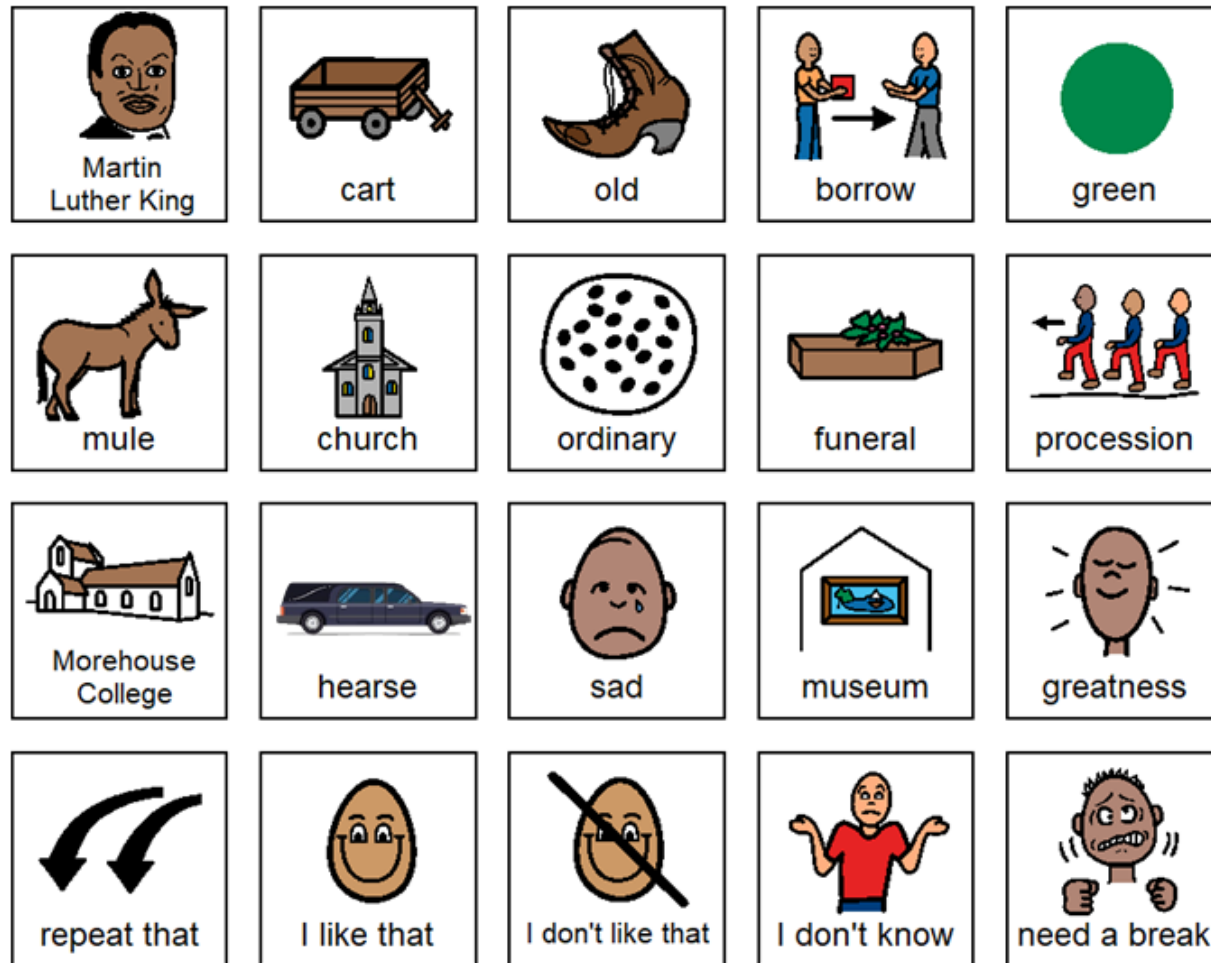 Martin
Luther King
cart
old
borrow
green
mule
church
ordinary
funeral
procession
Morehouse
College
hearse
sad
museum
greatness
repeat that
I like that
I don't like that
I don't know
need a break